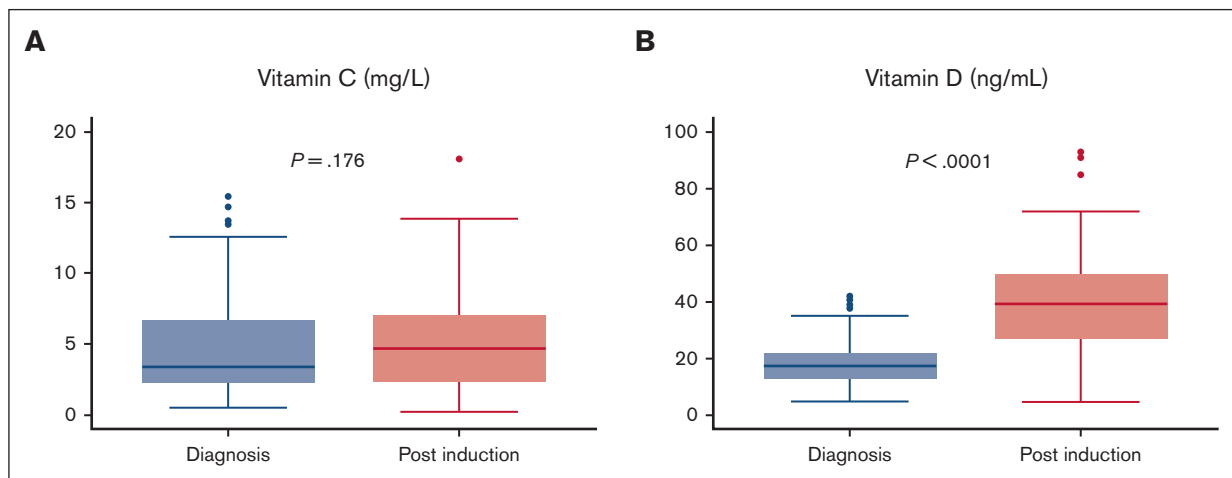 A
Vitamin C (mg/L)
20
15
10
5
0
P = .176
Diagnosis
Post induction
B
Vitamin D (ng/mL)
100
80
60
40
20
0
P < .0001
Diagnosis
Post induction